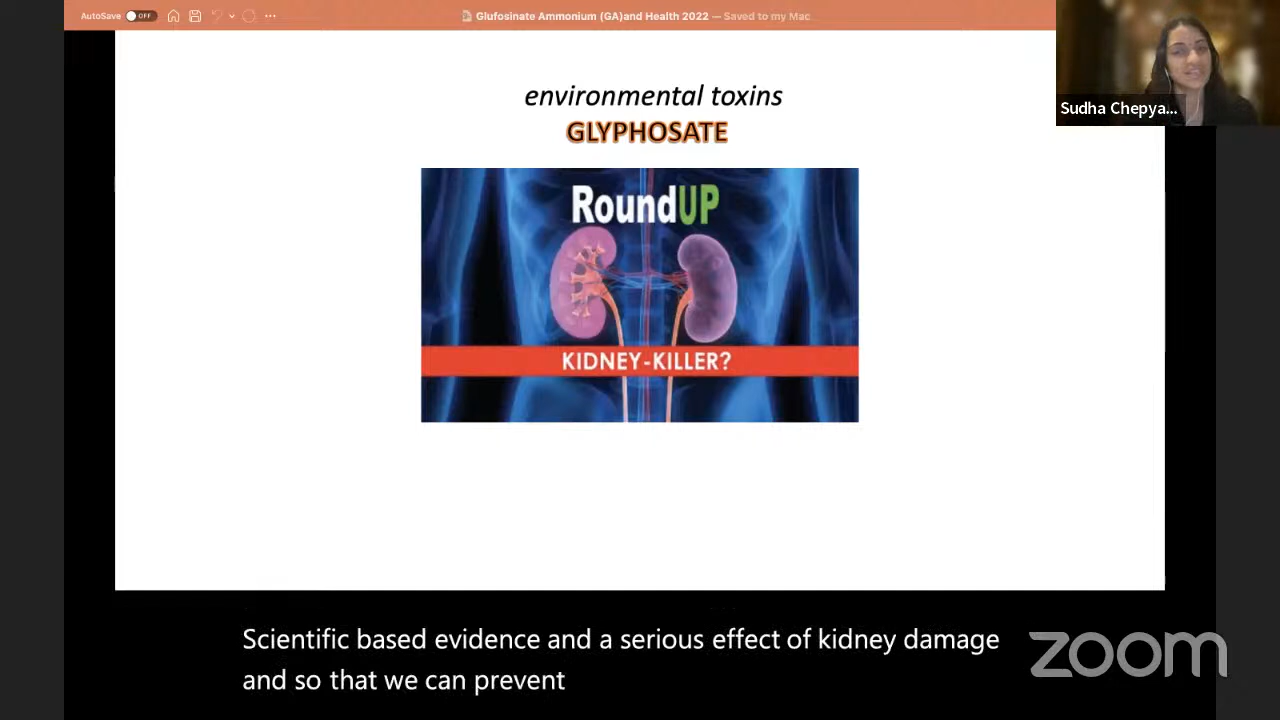 AutoSave OFF
Glufosinate Ammonium (GA)and Health 2022 — Saved to my Mac
Sudha Chepya...
environmental toxins
GLYPHOSATE
RoundUP
KIDNEY-KILLER?
Scientific based evidence and a serious effect of kidney damage
and so that we can prevent
zoom